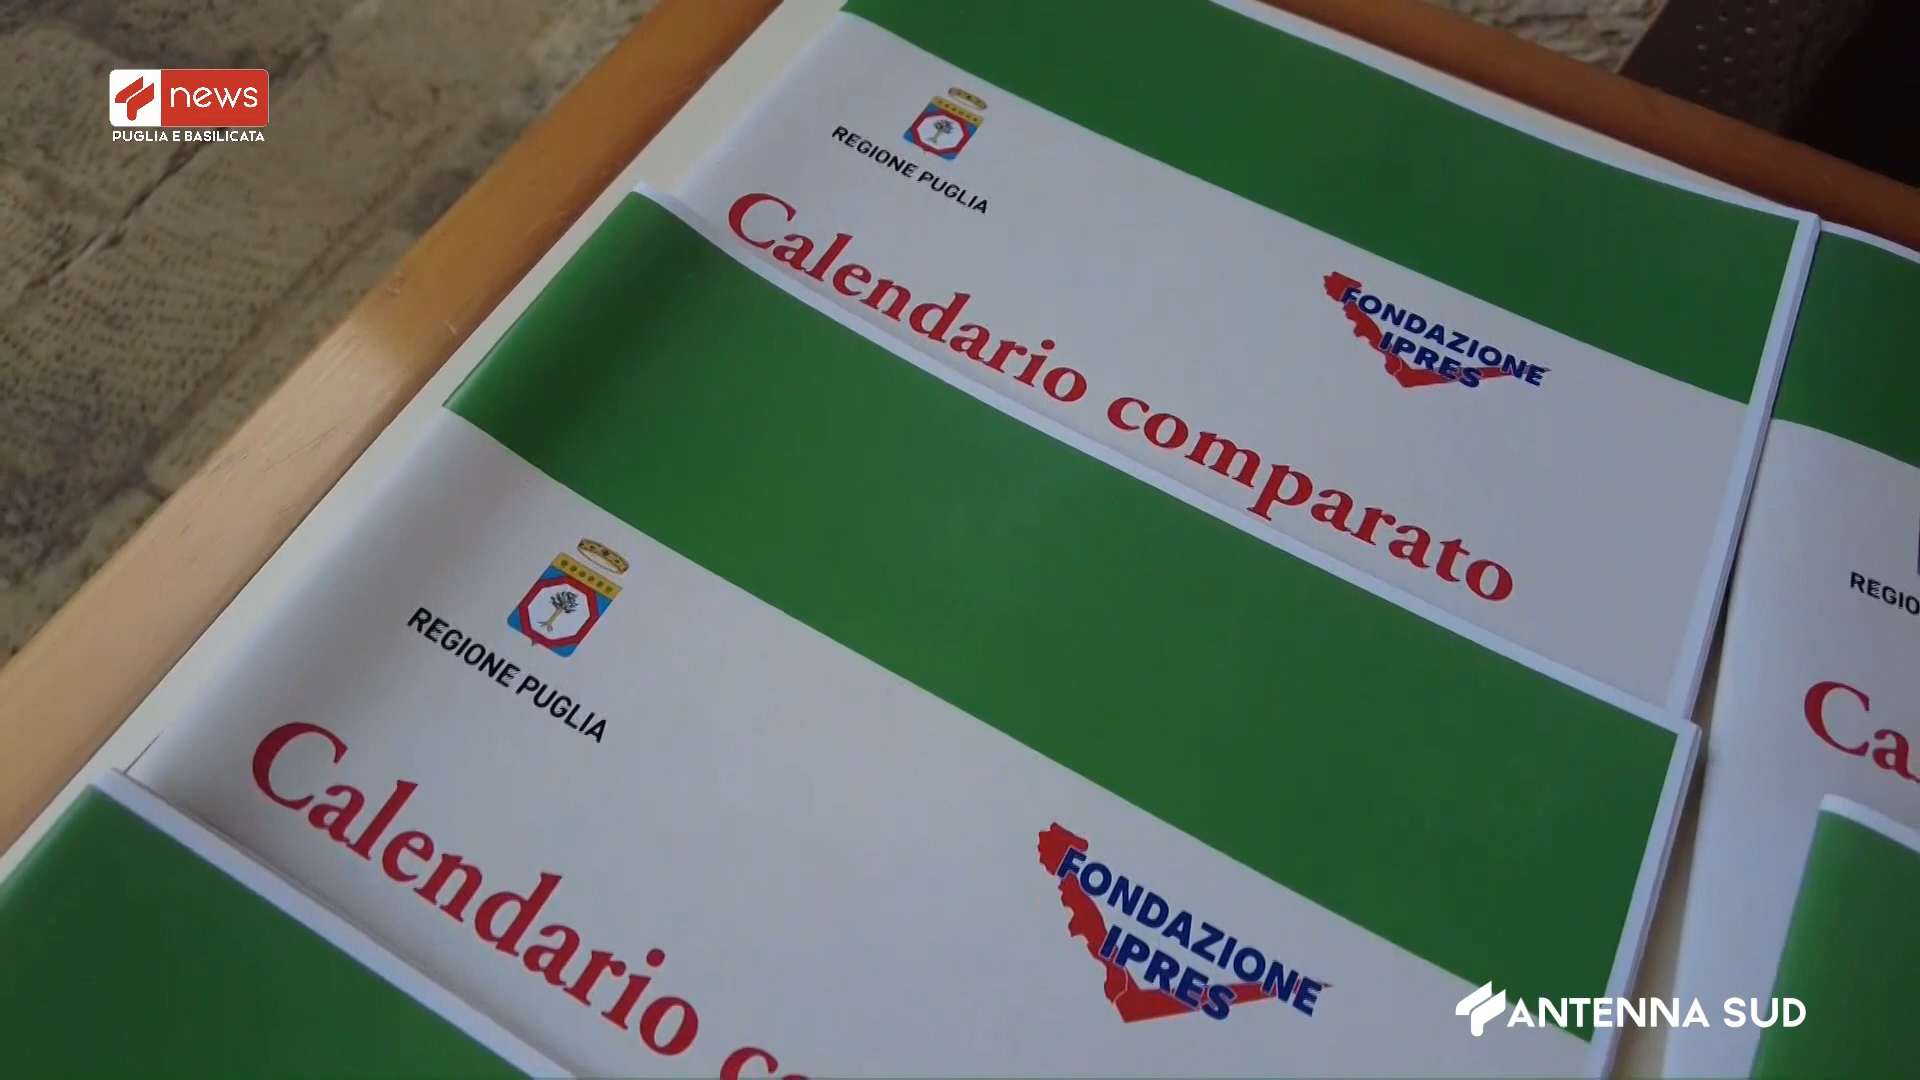 news
PUGLIA E BASILICATA
REGIONE PUGLIA
Calendario comparato
FONDAZIONE
IPRES
REGIONE PUGLIA
Calendario
FONDAZIONE
IPRES
ANTENNA SUD